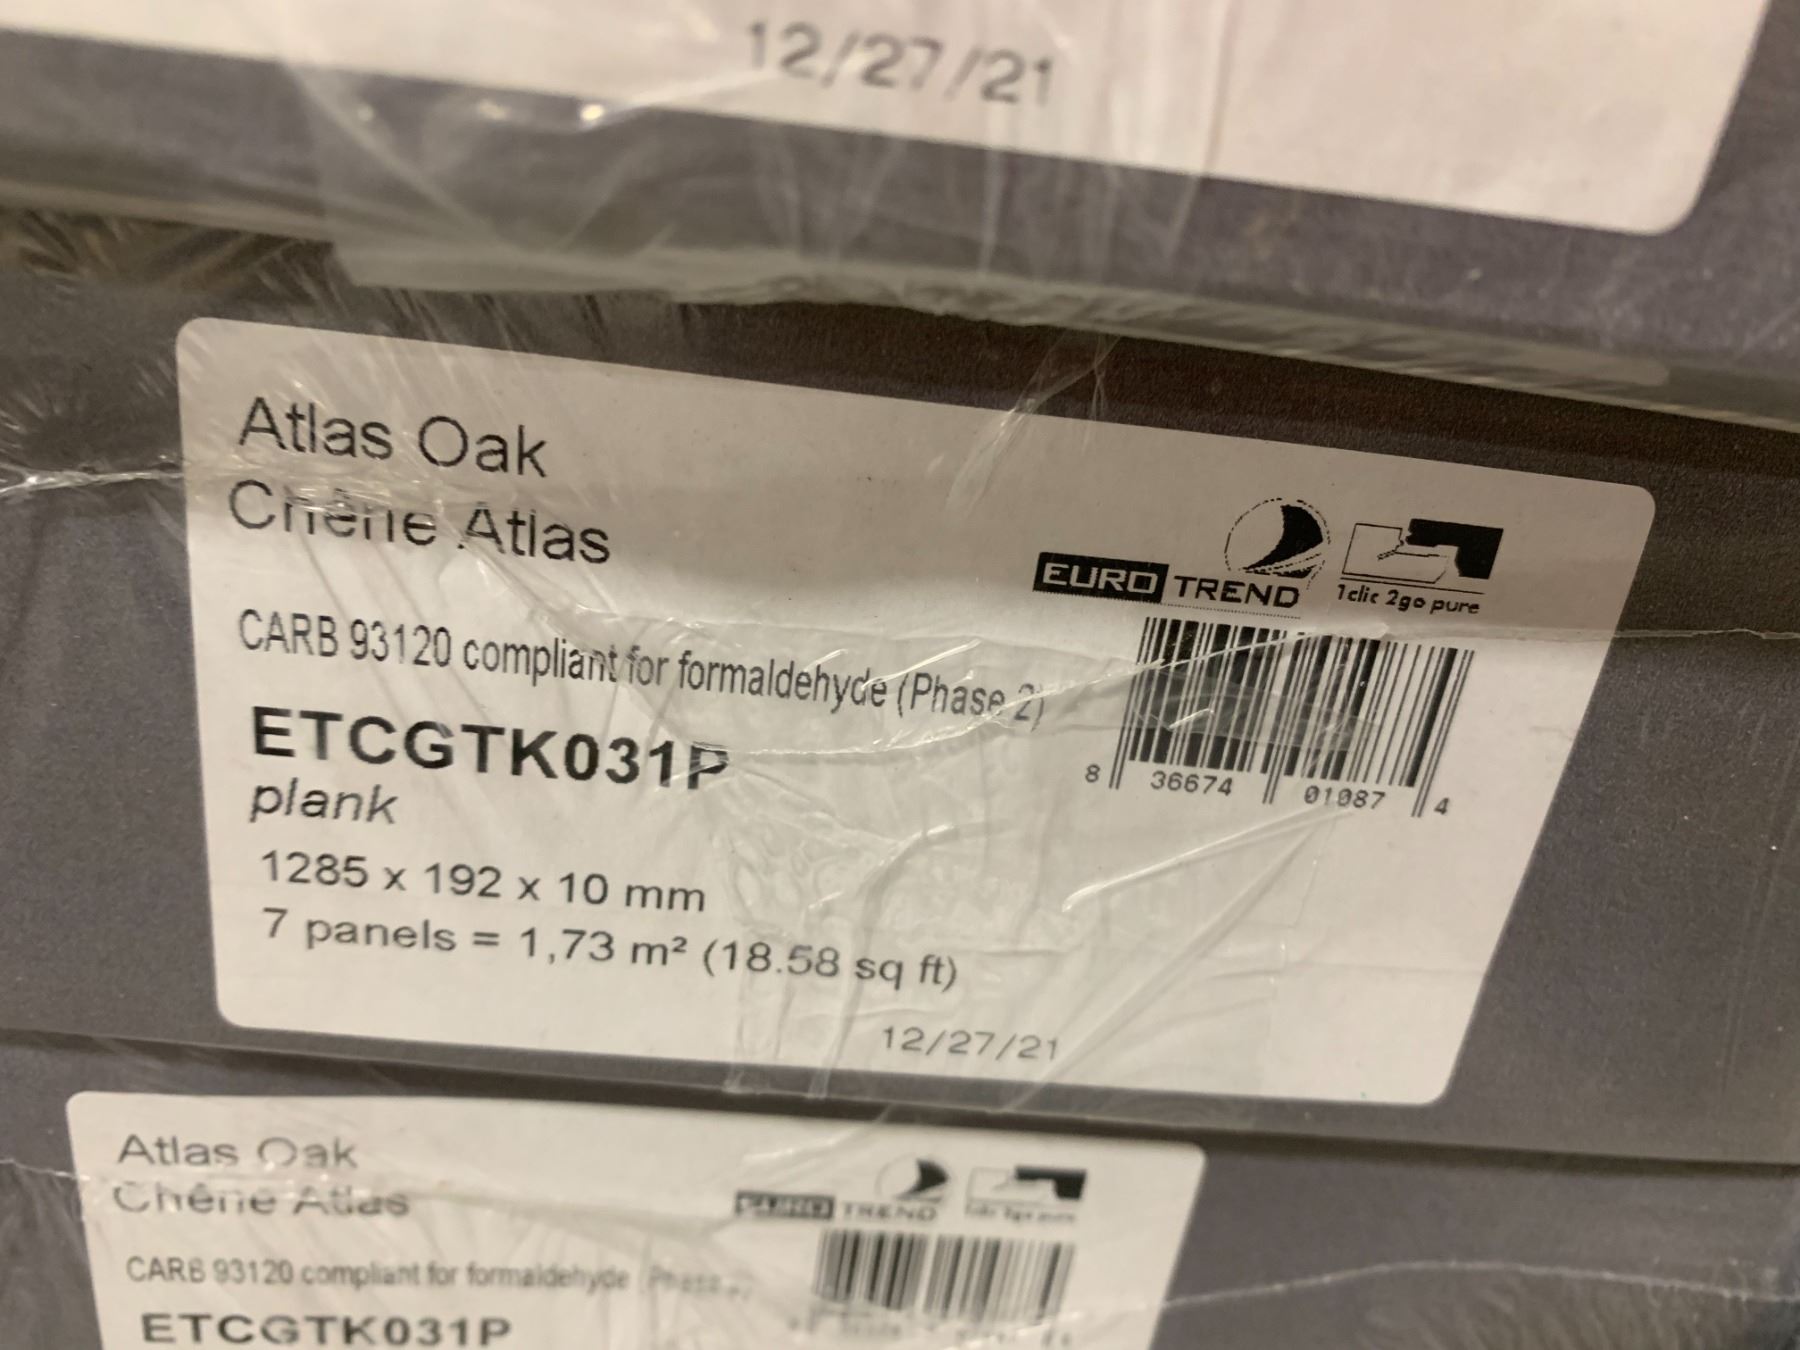 12/27/21
Atlas Oak
Chêne Atlas
EURO TREND
1clic 2go pure
CARB 93120 compliant for formaldehyde (Phase 2)
ETCGTK031P
plank
8 36674 01087 4
1285 x 192 x 10 mm
7 panels = 1,73 m² (18.58 sq ft)
12/27/21
Atlas Oak
Chêne Atlas
EURO TREND
CARB 93120 compliant for formaldehyde
ETCGTK031P